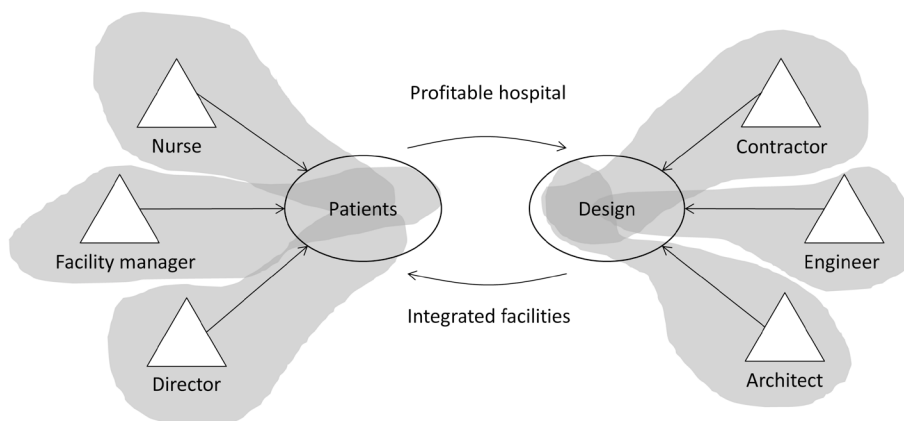 Profitable hospital
Nurse
Contractor
Patients
Design
Facility manager
Engineer
Integrated facilities
Director
Architect